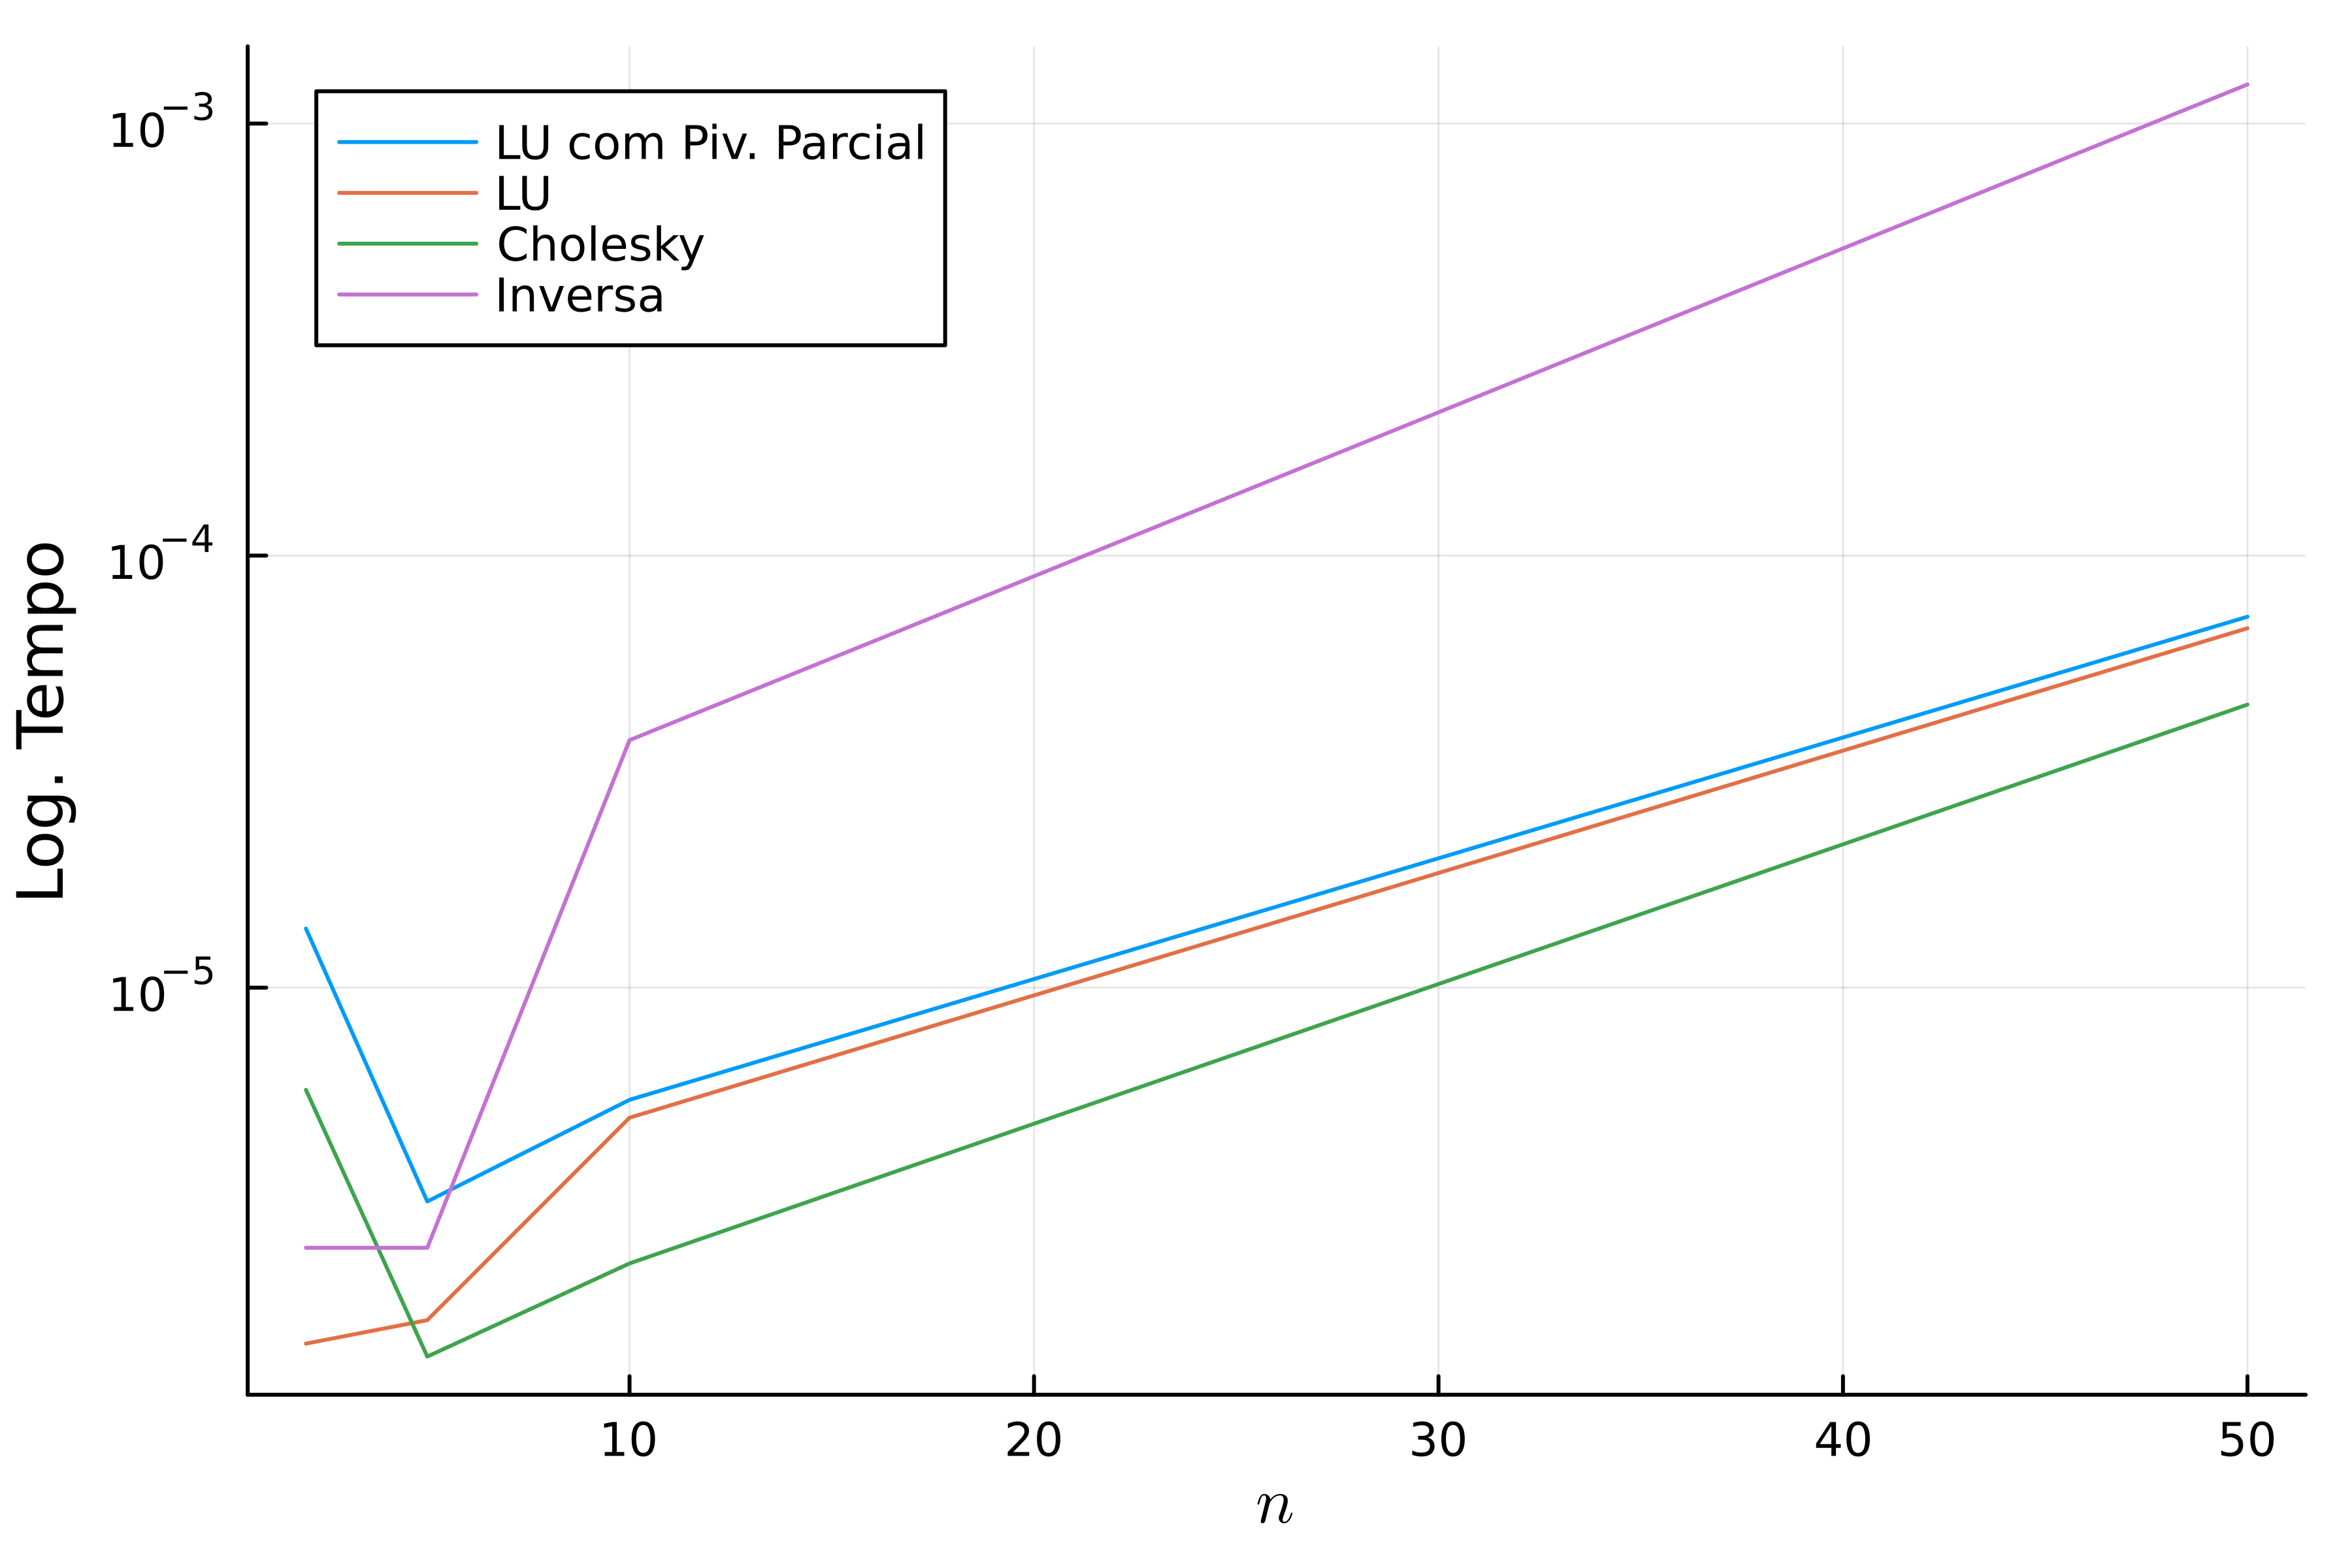 LU com Piv. Parcial
LU
Cholesky
Inversa
Log. Tempo
10−3
10−4
10−5
10 20 30 40 50
n